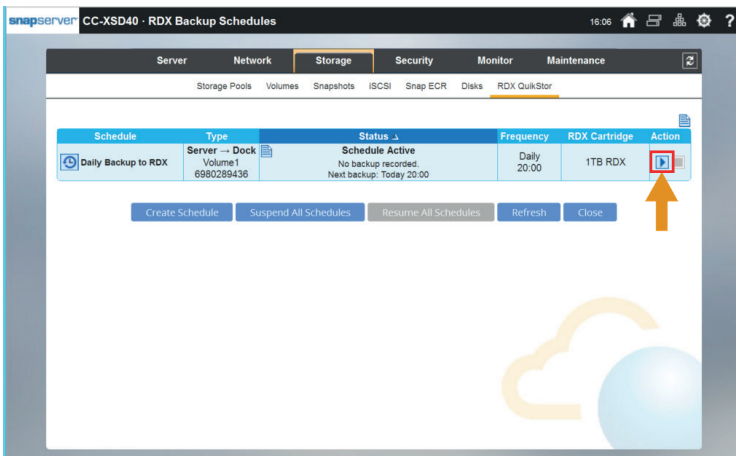 snapserver™ CC-XSD40 · RDX Backup Schedules 16:06 ?
Server Network Storage Security Monitor Maintenance
Storage Pools Volumes Snapshots iSCSI Snap ECR Disks RDX QuikStor
Schedule Type Status Frequency RDX Cartridge Action
Daily Backup to RDX
Server → Dock
Volume1
6980289436
Schedule Active
No backup recorded.
Next backup: Today 20:00
Daily
20:00
1TB RDX
Create Schedule Suspend All Schedules Resume All Schedules Refresh Close